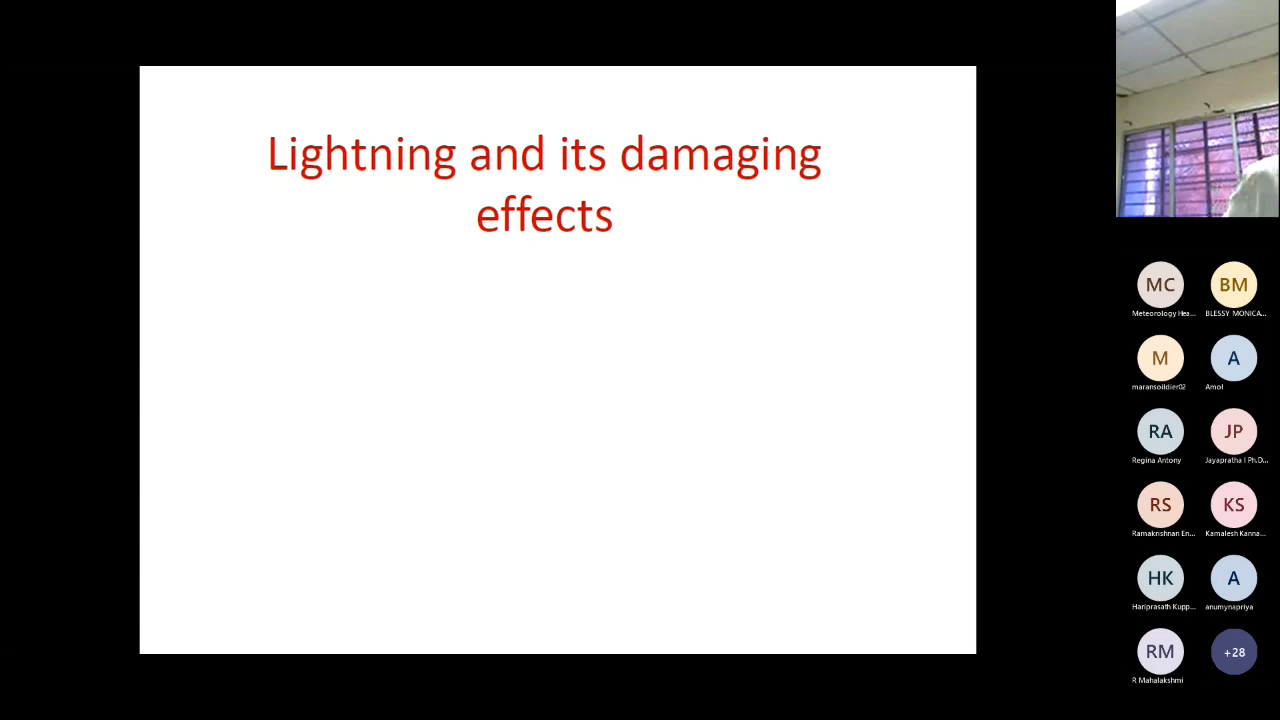 Lightning and its damaging
effects
MC
BM
Meteorology Hea...
BLESSY MONICA...
M
A
maransoildier02
Amol
RA
JP
Regina Antony
Jayapratha I Ph.D...
RS
KS
Ramakrishnan En...
Kamalesh Kanna...
HK
A
Hariprasath Kupp...
anumynapriya
RM
+28
R Mahalakshmi